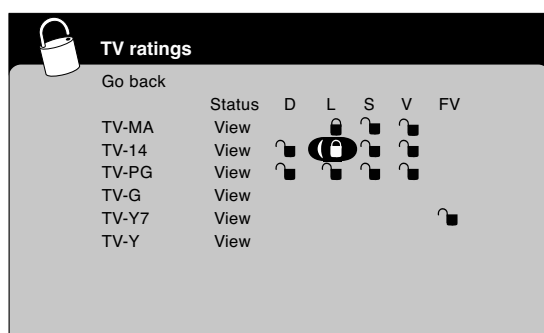 TV ratings
Go back
Status D L S V FV
TV-MA View
TV-14 View
TV-PG View
TV-G View
TV-Y7 View
TV-Y View